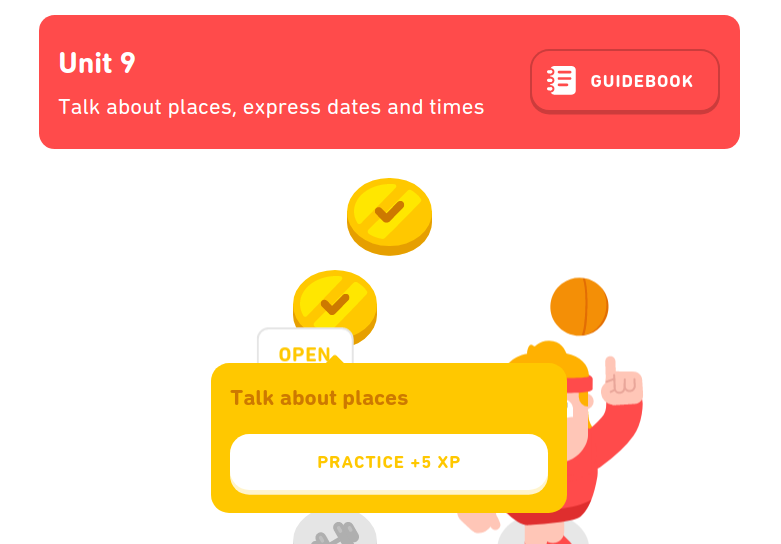 Unit 9
Talk about places, express dates and times
GUIDEBOOK
OPEN
Talk about places
PRACTICE +5 XP